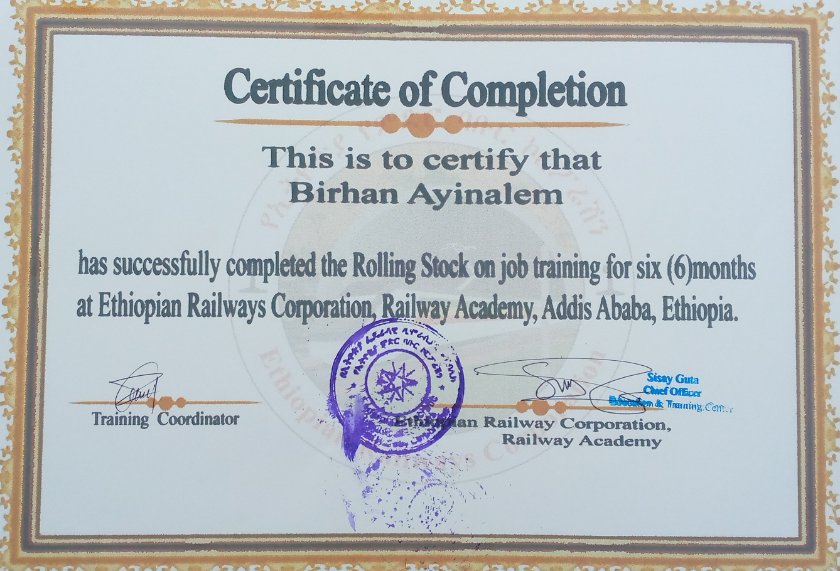 Certificate of Completion
This is to certify that
Birhan Ayinalem
has successfully completed the Rolling Stock on job training for six (6)months
at Ethiopian Railways Corporation, Railway Academy, Addis Ababa, Ethiopia.
Sisay Guta
Chief Officer
Education & Training Center
Training Coordinator
Ethiopian Railway Corporation,
Railway Academy